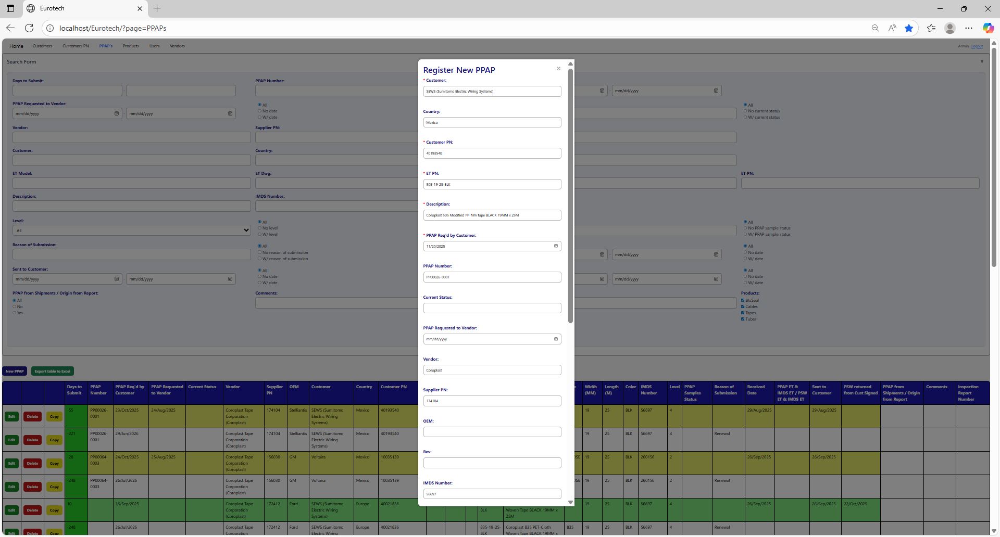 Eurotech
localhost/Eurotech/?page=PPAPs
Home Customers Customers PN PPAP's Products Users Vendors Admin Logout
Search Form
Days to Submit: PPAP Number:
- - mm/dd/yyyy
PPAP Requested to Vendor:
mm/dd/yyyy - mm/dd/yyyy
All
No date
W/ date
All
No current status
W/ current status
Vendor: Supplier PN:
Customer: Country:
ET Model: ET Dwg: ET PN:
Description: IMDS Number:
Level:
All
All
No level
W/ level
All
No PPAP sample status
W/ PPAP sample status
Reason of Submission:
All
No reason of submission
W/ reason of submission
- mm/dd/yyyy
All
No date
W/ date
Sent to Customer:
mm/dd/yyyy - mm/dd/yyyy
All
No date
W/ date
- mm/dd/yyyy
All
No date
W/ date
PPAP from Shipments / Origin from Report:
All
No
Yes
Comments:
Products:
BluSeal
Cables
Tapes
Tubes
Register New PPAP ×
* Customer:
SEWS (Sumitomo Electric Wiring Systems)
Country:
Mexico
* Customer PN:
40193540
* ET PN:
505-19-25-BLK
* Description:
Coroplast 505 Modified PP-film tape BLACK 19MM x 25M
* PPAP Req'd by Customer:
11/20/2025
PPAP Number:
PP00026-0001
Current Status:
PPAP Requested to Vendor:
mm/dd/yyyy
Vendor:
Coroplast
Supplier PN:
174104
OEM:
Rev:
IMDS Number:
56697
New PPAP Export table to Excel
Days to Submit PPAP Number PPAP Req'd by Customer PPAP Requested to Vendor Current Status Vendor Supplier PN OEM Customer Country Customer PN Width (MM) Length (M) Color IMDS Number Level PPAP Samples Status Reason of Submission Received Date PPAP ET & IMDS ET / PSW ET & IMDS ET Sent to Customer PSW returned from Cust Signed PPAP from Shipments / Origin from Report Comments Inspection Report Number
Edit Delete Copy -55 PP00026-0001 23/Oct/2025 24/Aug/2025 Coroplast Tape Corporation (Coroplast) 174104 Stelliantis SEWS (Sumitomo Electric Wiring Systems) Mexico 40193540 19 25 BLK 56697 4 29/Aug/2025 29/Aug/2025
Edit Delete Copy -221 PP00026-0001 29/Jun/2026 Coroplast Tape Corporation (Coroplast) 174104 Stelliantis SEWS (Sumitomo Electric Wiring Systems) Mexico 40193540 19 25 BLK 56697 4 Renewal
Edit Delete Copy -28 PP00064-0003 24/Oct/2025 25/Aug/2025 Coroplast Tape Corporation (Coroplast) 156030 GM Voltaira Mexico 10035139 19 25 BLK 260156 2 26/Sep/2025 26/Sep/2025
Edit Delete Copy -248 PP00064-0003 26/Jul/2026 Coroplast Tape Corporation (Coroplast) 156030 GM Voltaira Mexico 10035139 19 25 BLK 260156 2 Renewal
Edit Delete Copy 10 16/Sep/2025 Coroplast Tape Corporation (Coroplast) 172412 Ford SEWS (Sumitomo Electric Wiring Systems) Europe 40021836 BLK Woven Tape BLACK 19MM x 25M 19 25 BLK 56697 4 26/Sep/2025 26/Sep/2025 22/Oct/2025
Edit Delete Copy -248 26/Jul/2026 Coroplast Tape Corporation 172412 Ford SEWS (Sumitomo Electric Wiring Europe 40021836 835-19-25-BLK Coroplast 835 PET-Cloth Woven Tape BLACK 19MM x 835 19 25 BLK 56697 4 Renewal